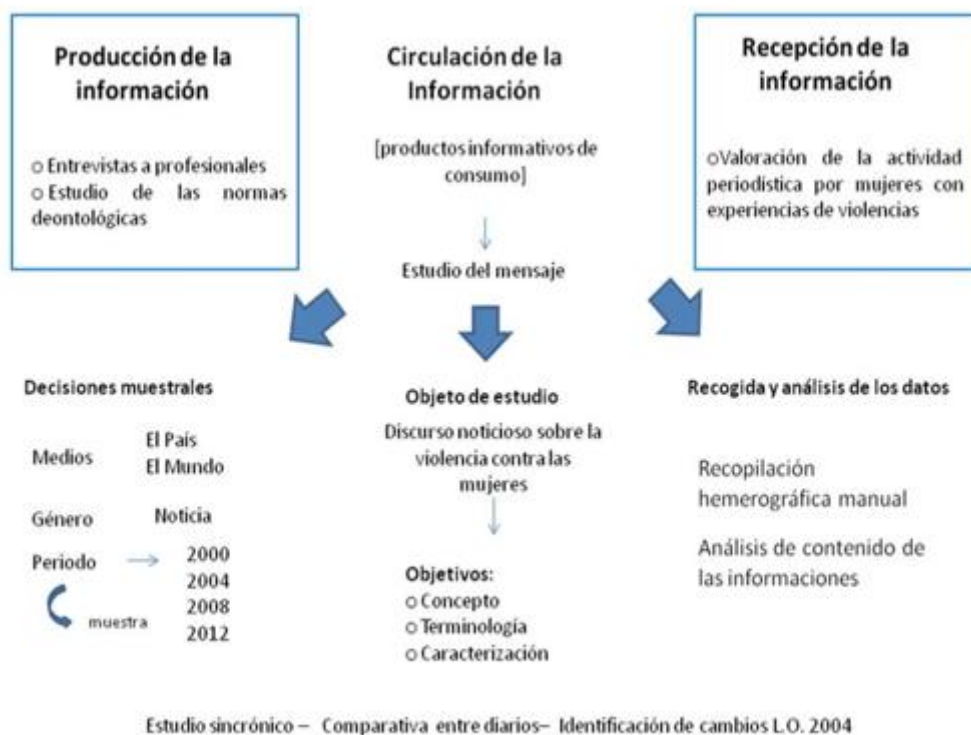 Producción de la
información
○ Entrevistas a profesionales
○ Estudio de las normas
deontológicas
Circulación de la
Información
[productos informativos de
consumo]
Estudio del mensaje
Recepción de la
información
○Valoración de la actividad
periodística por mujeres con
experiencias de violencias
Decisiones muestrales
Medios
El País
El Mundo
Género
Noticia
Periodo
2000
2004
2008
2012
muestra
Objeto de estudio
Discurso noticioso sobre la
violencia contra las
mujeres
Objetivos:
○ Concepto
○ Terminología
○ Caracterización
Recogida y análisis de los datos
Recopilación
hemerográfica manual
Análisis de contenido de
las informaciones
Estudio sincrónico – Comparativa entre diarios– Identificación de cambios L.O. 2004